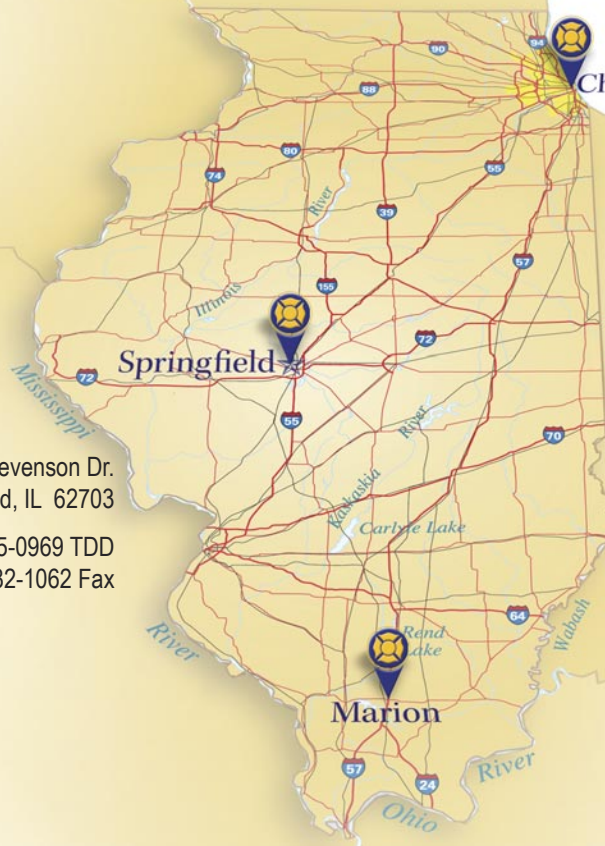 90
94
Ch
88
80
74
55
River
39
57
155
Illinois
Springfield
72
72
Mississippi
55
River
70
evenson Dr.
d, IL 62703
Kaskaskia
Carlyle Lake
5-0969 TDD
32-1062 Fax
64
River
Rend
Lake
Wabash
Marion
57
24
River
Ohio